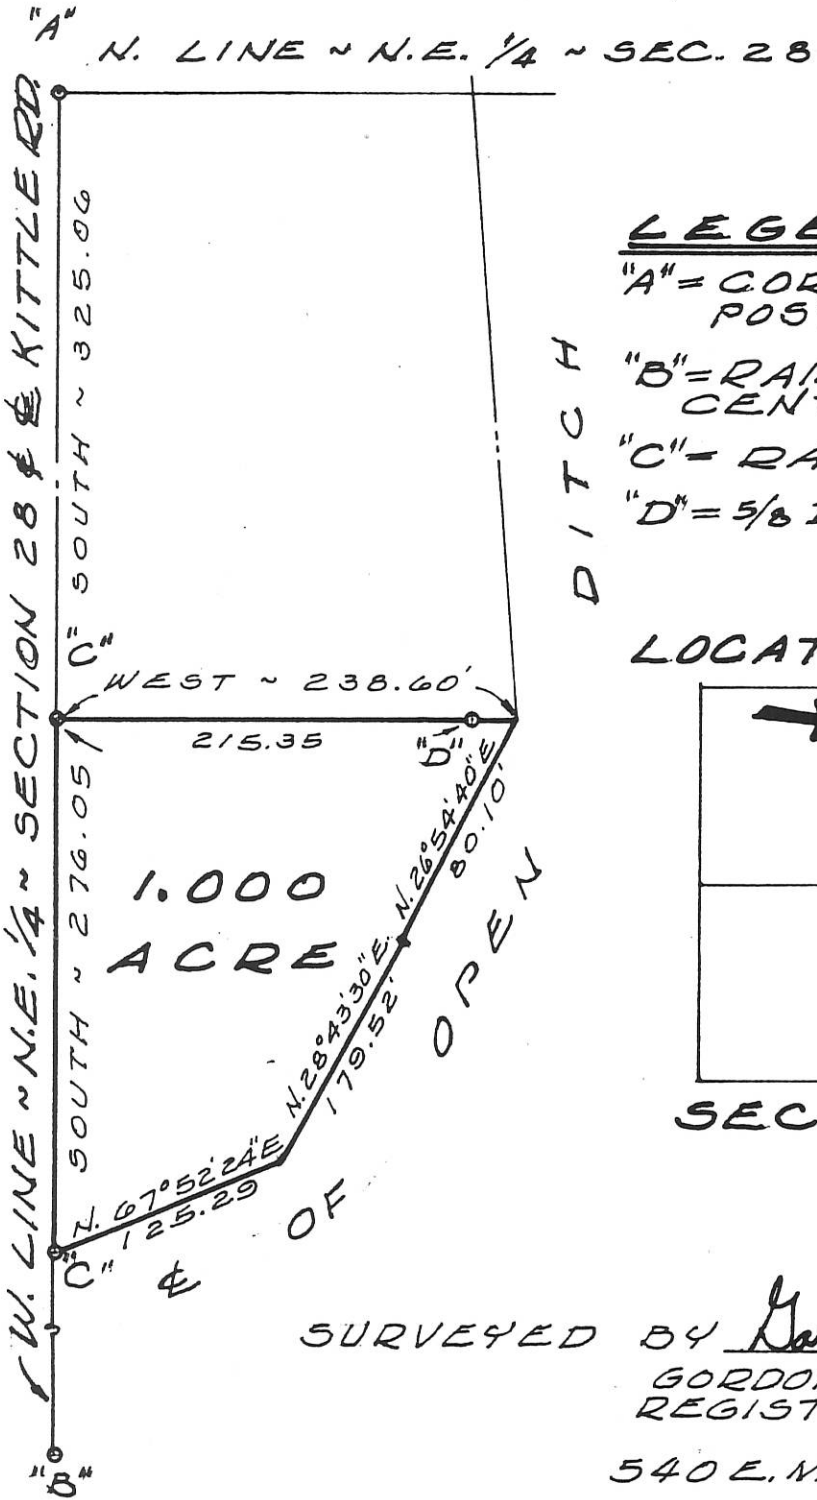 "A"
N. LINE ~ N.E. 1/4 ~ SEC. 28
W. LINE ~ N.E. 1/4 ~ SECTION 28 & ℄ KITTLE RD.
SOUTH ~ 325.06
"C"
WEST ~ 238.60'
215.35
"D"
SOUTH ~ 276.05'
1.000
ACRE
N. 26°54'40"E
80.10'
N. 28°43'30"E.
179.52'
N. 67°52'24"E
125.29
"C"
℄ OF OPEN DITCH
"B"
LEGE
"A" = COR
POS
"B" = RAI
CENT
"C" = RA
"D" = 5/8
LOCAT
SEC
SURVEYED BY
GORDO
REGIST
540 E. N.